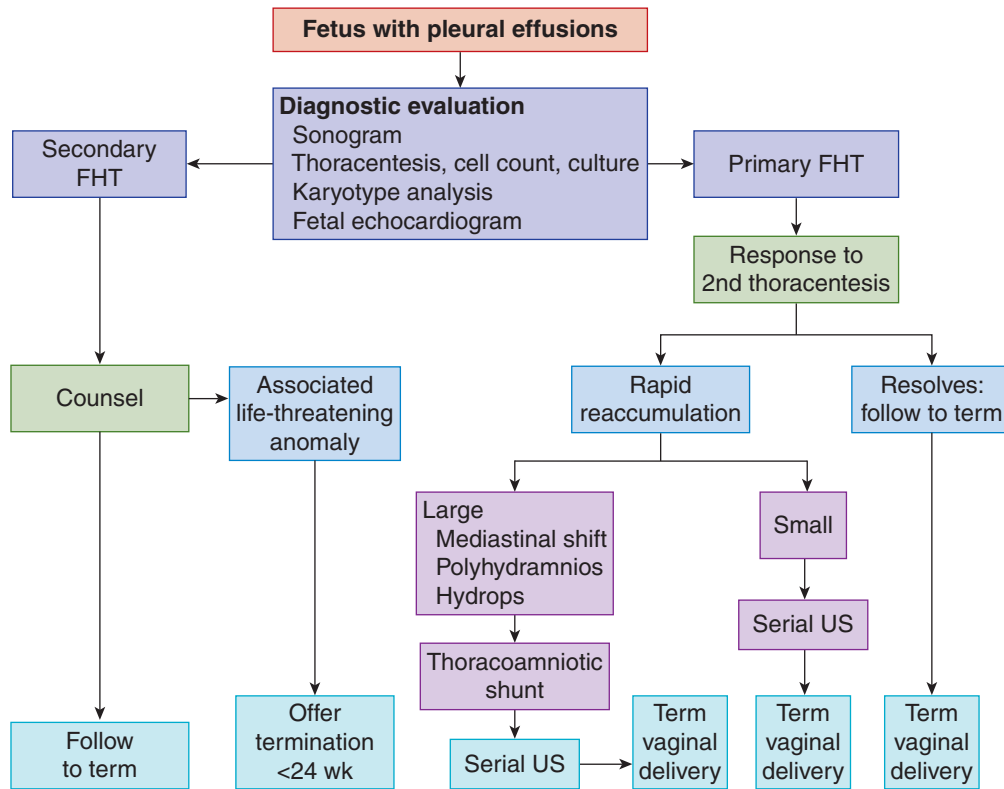 Fetus with pleural effusions
Diagnostic evaluation
Sonogram
Thoracentesis, cell count, culture
Karyotype analysis
Fetal echocardiogram
Secondary
FHT
Primary FHT
Response to
2nd thoracentesis
Counsel
Associated
life-threatening
anomaly
Rapid
reaccumulation
Resolves:
follow to term
Large
Mediastinal shift
Polyhydramnios
Hydrops
Small
Serial US
Thoracoamniotic
shunt
Follow
to term
Offer
termination
<24 wk
Serial US
Term
vaginal
delivery
Term
vaginal
delivery
Term
vaginal
delivery